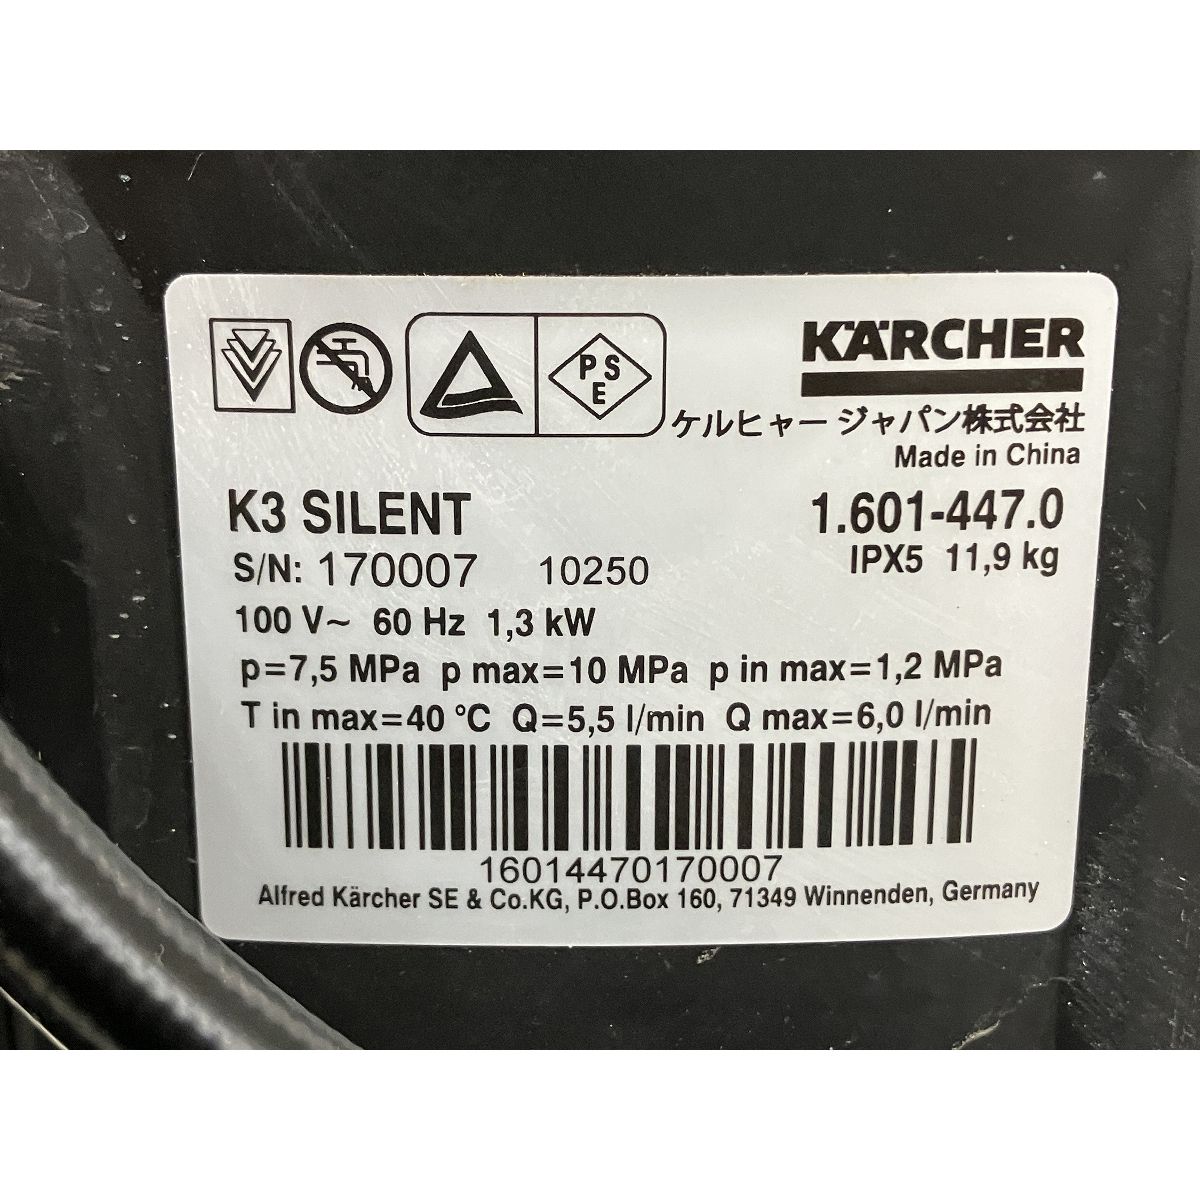 PSE
KÄRCHER
ケルヒャー ジャパン株式会社
Made in China
K3 SILENT 1.601-447.0
S/N: 170007 10250 IPX5 11,9 kg
100 V~ 60 Hz 1,3 kW
p=7,5 MPa p max=10 MPa p in max=1,2 MPa
T in max=40 °C Q=5,5 l/min Q max=6,0 l/min
16014470170007
Alfred Kärcher SE & Co.KG, P.O.Box 160, 71349 Winnenden, Germany